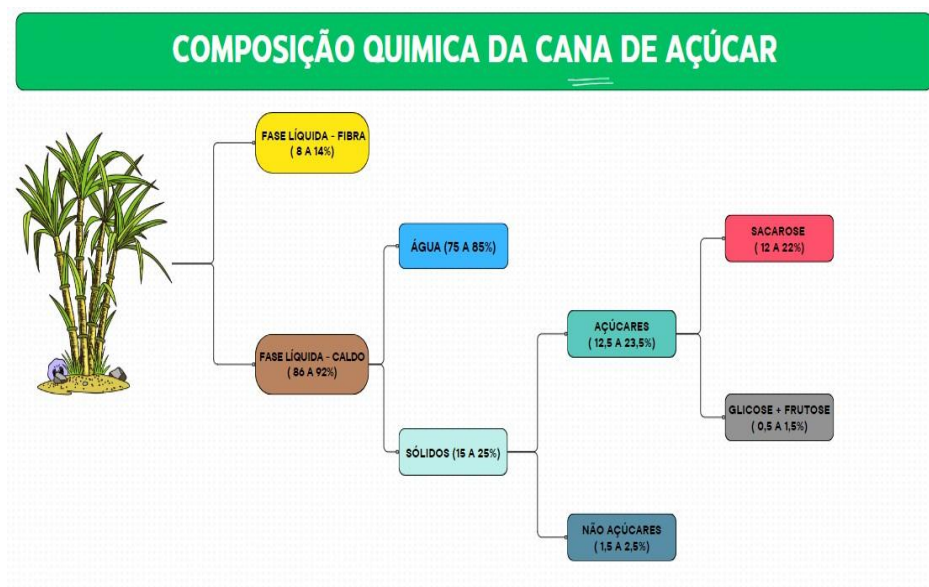 COMPOSIÇÃO QUIMICA DA CANA DE AÇÚCAR
FASE LÍQUIDA - FIBRA
( 8 A 14%)
FASE LÍQUIDA - CALDO
( 86 A 92%)
ÁGUA (75 A 85%)
SÓLIDOS (15 A 25%)
AÇÚCARES
( 12,5 A 23,5%)
NÃO AÇÚCARES
( 1,5 A 2,5%)
SACAROSE
( 12 A 22%)
GLICOSE + FRUTOSE
( 0,5 A 1,5%)